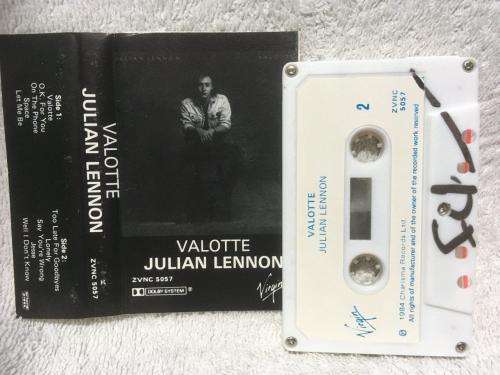 Side 1:
Valotte
O.K. For You
On The Phone
Space
Let Me Be
Side 2:
Too Late For Goodbyes
Lonely
Say You're Wrong
Jesse
Well I Don't Know
VALOTTE
JULIAN LENNON
ZVNC 5057
K
JULIAN LENNON
VALOTTE
JULIAN LENNON
ZVNC 5057
DOLBY SYSTEM
Virgin
2
ZVNC
5057
VALOTTE
JULIAN LENNON
Virgin
℗ 1984 Charisma Records Ltd.
All rights of manufacturer and of the owner of the recorded work reserved